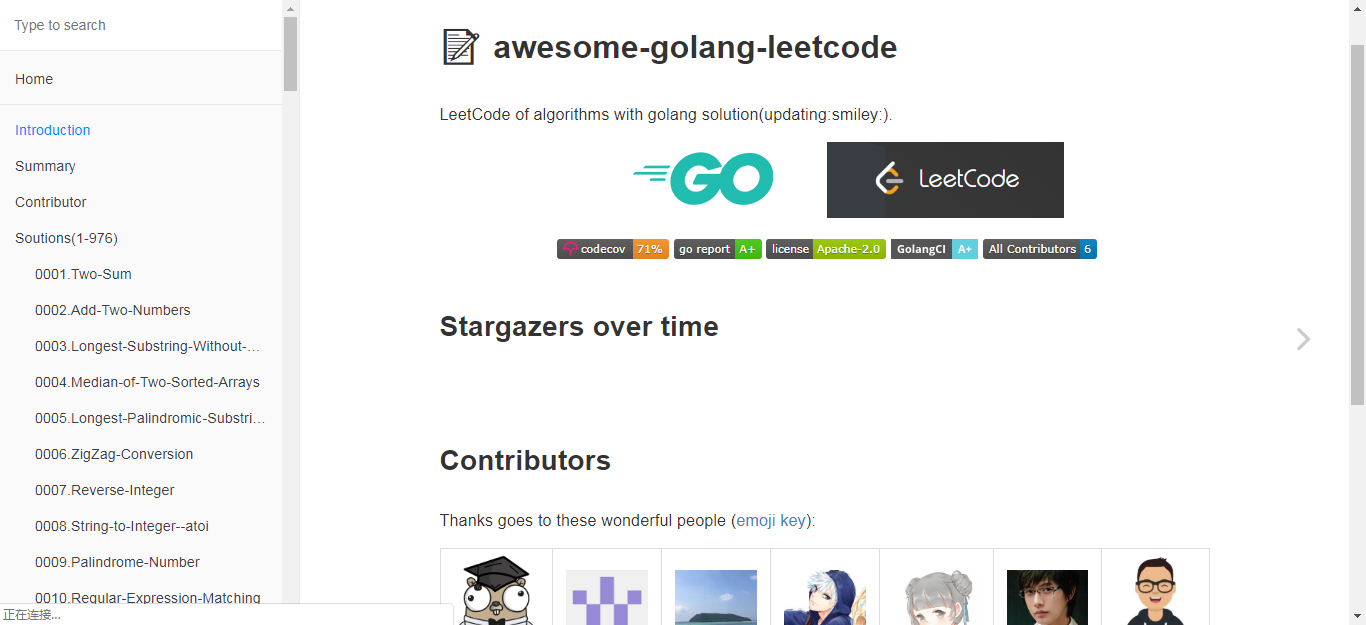 Type to search
Home
Introduction
Summary
Contributor
Soutions(1-976)
0001.Two-Sum
0002.Add-Two-Numbers
0003.Longest-Substring-Without-...
0004.Median-of-Two-Sorted-Arrays
0005.Longest-Palindromic-Substri...
0006.ZigZag-Conversion
0007.Reverse-Integer
0008.String-to-Integer--atoi
0009.Palindrome-Number
0010.Regular-Expression-Matching
正在连接...
awesome-golang-leetcode
LeetCode of algorithms with golang solution(updating:smiley:).
GO LeetCode
codecov 71% go report A+ license Apache-2.0 GolangCI A+ All Contributors 6
Stargazers over time
Contributors
Thanks goes to these wonderful people (emoji key):